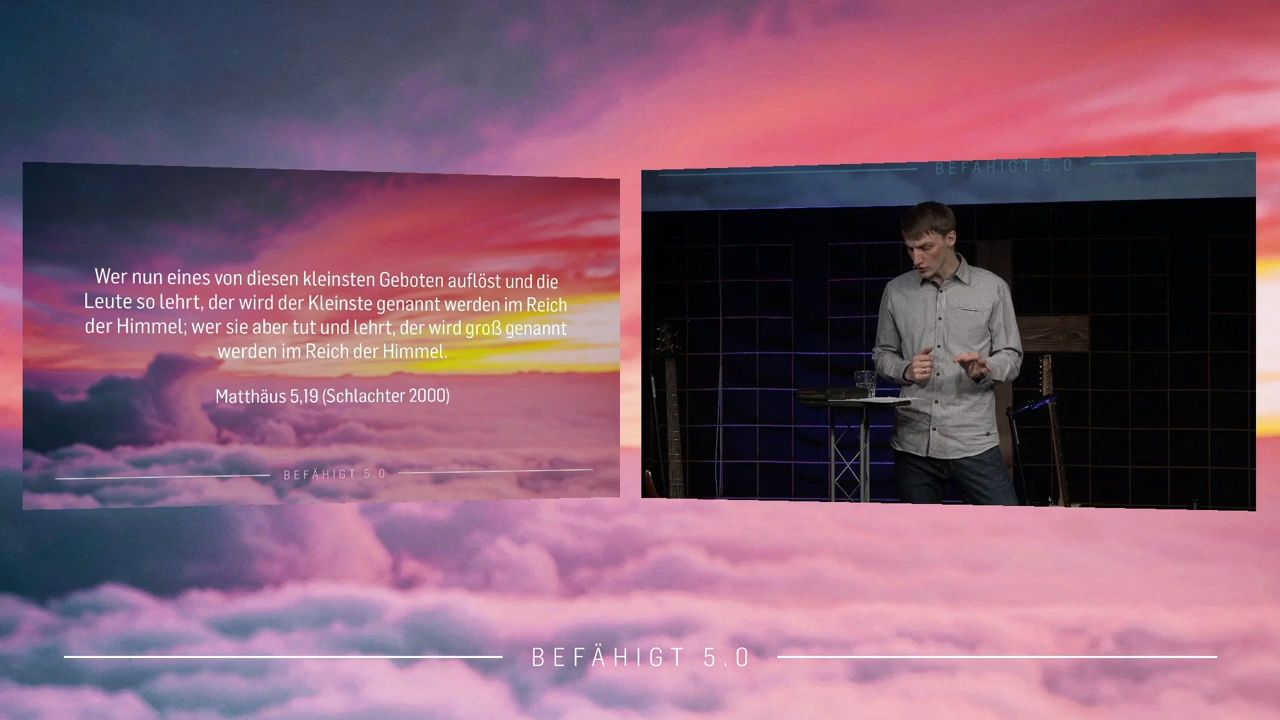 Wer nun eines von diesen kleinsten Geboten auflöst und die
Leute so lehrt, der wird der Kleinste genannt werden im Reich
der Himmel; wer sie aber tut und lehrt, der wird groß genannt
werden im Reich der Himmel.
Matthäus 5,19 (Schlachter 2000)
BEFÄHIGT 5.0
BEFÄHIGT 5.0
BEFÄHIGT 5.0